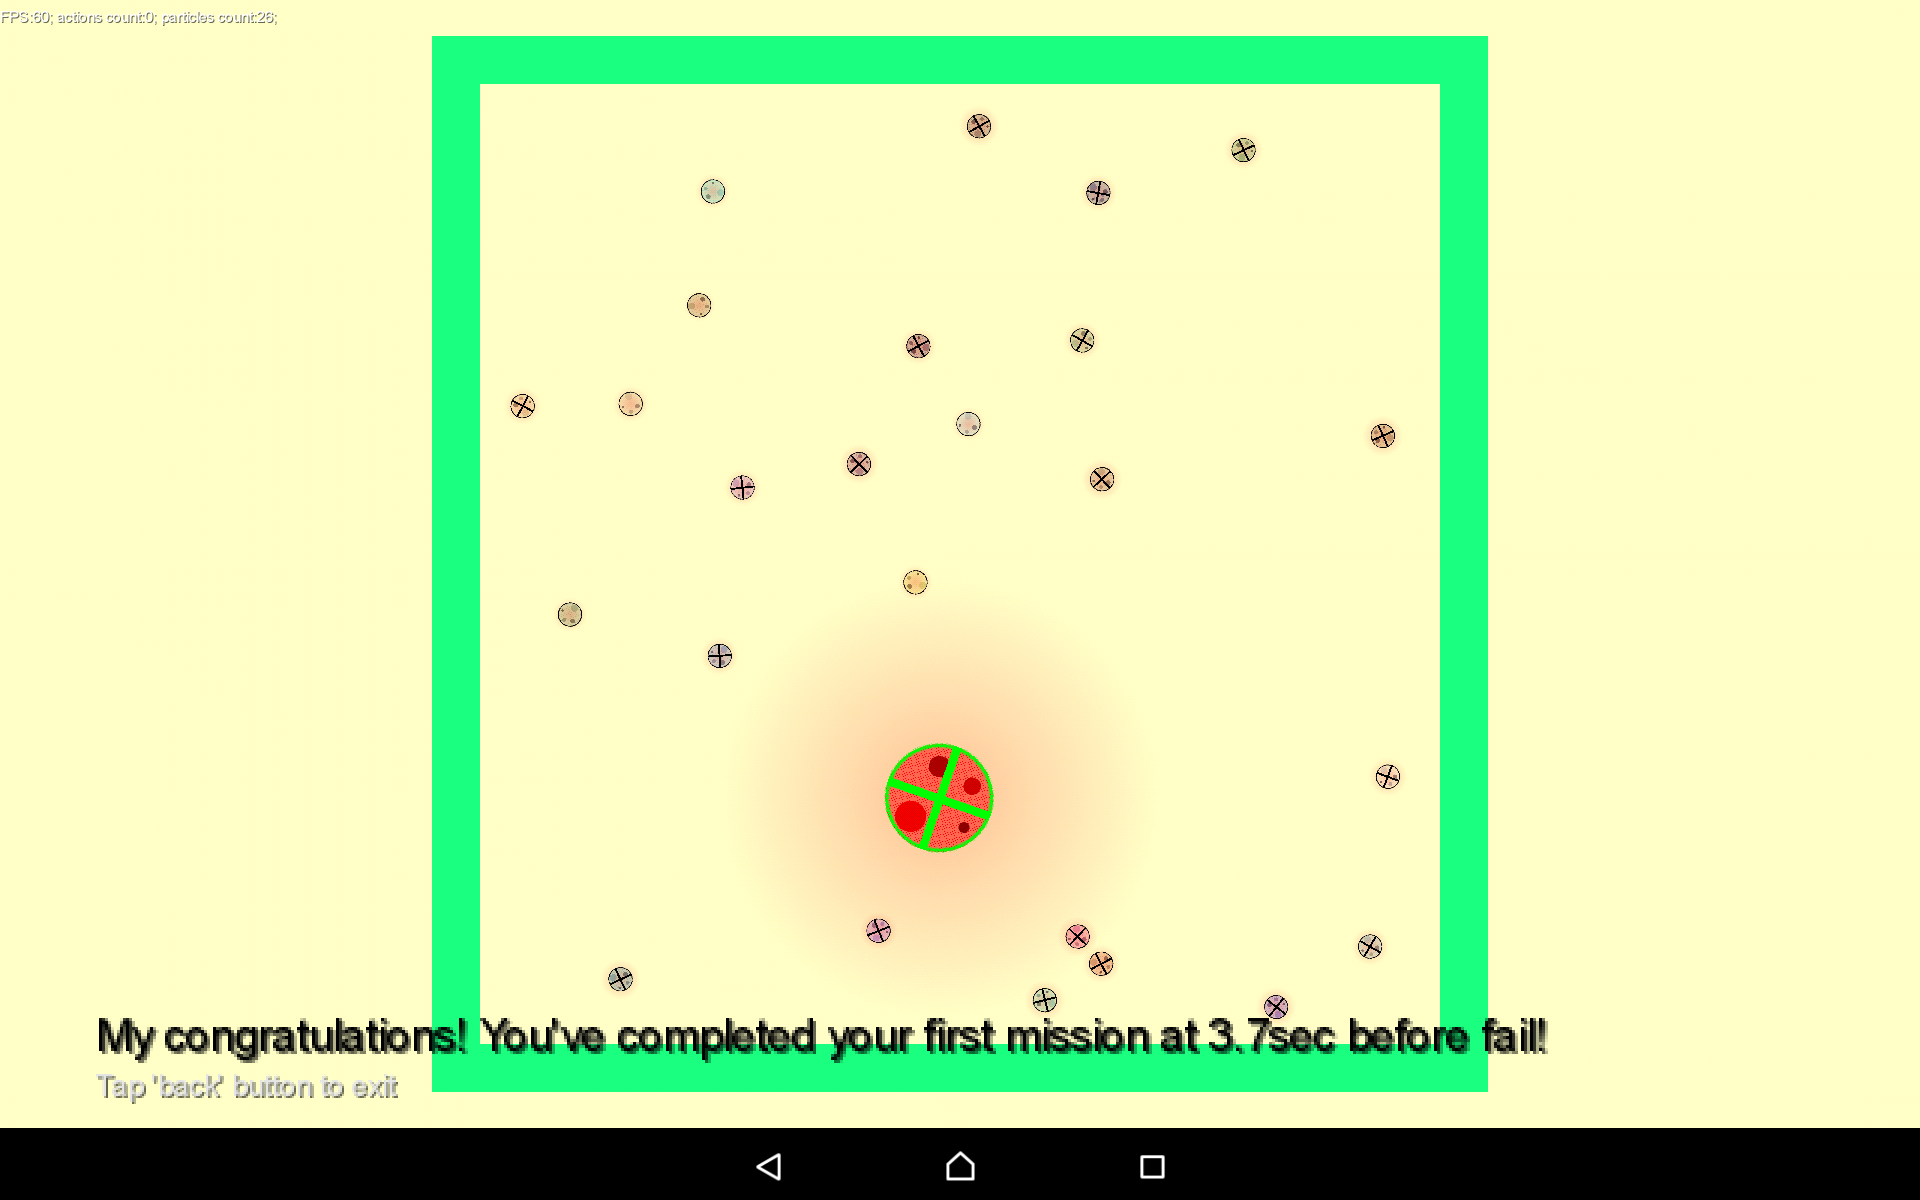 FPS:60; actions count:0; particles count:26;
My congratulations! You've completed your first mission at 3.7sec before fail!
Tap 'back' button to exit